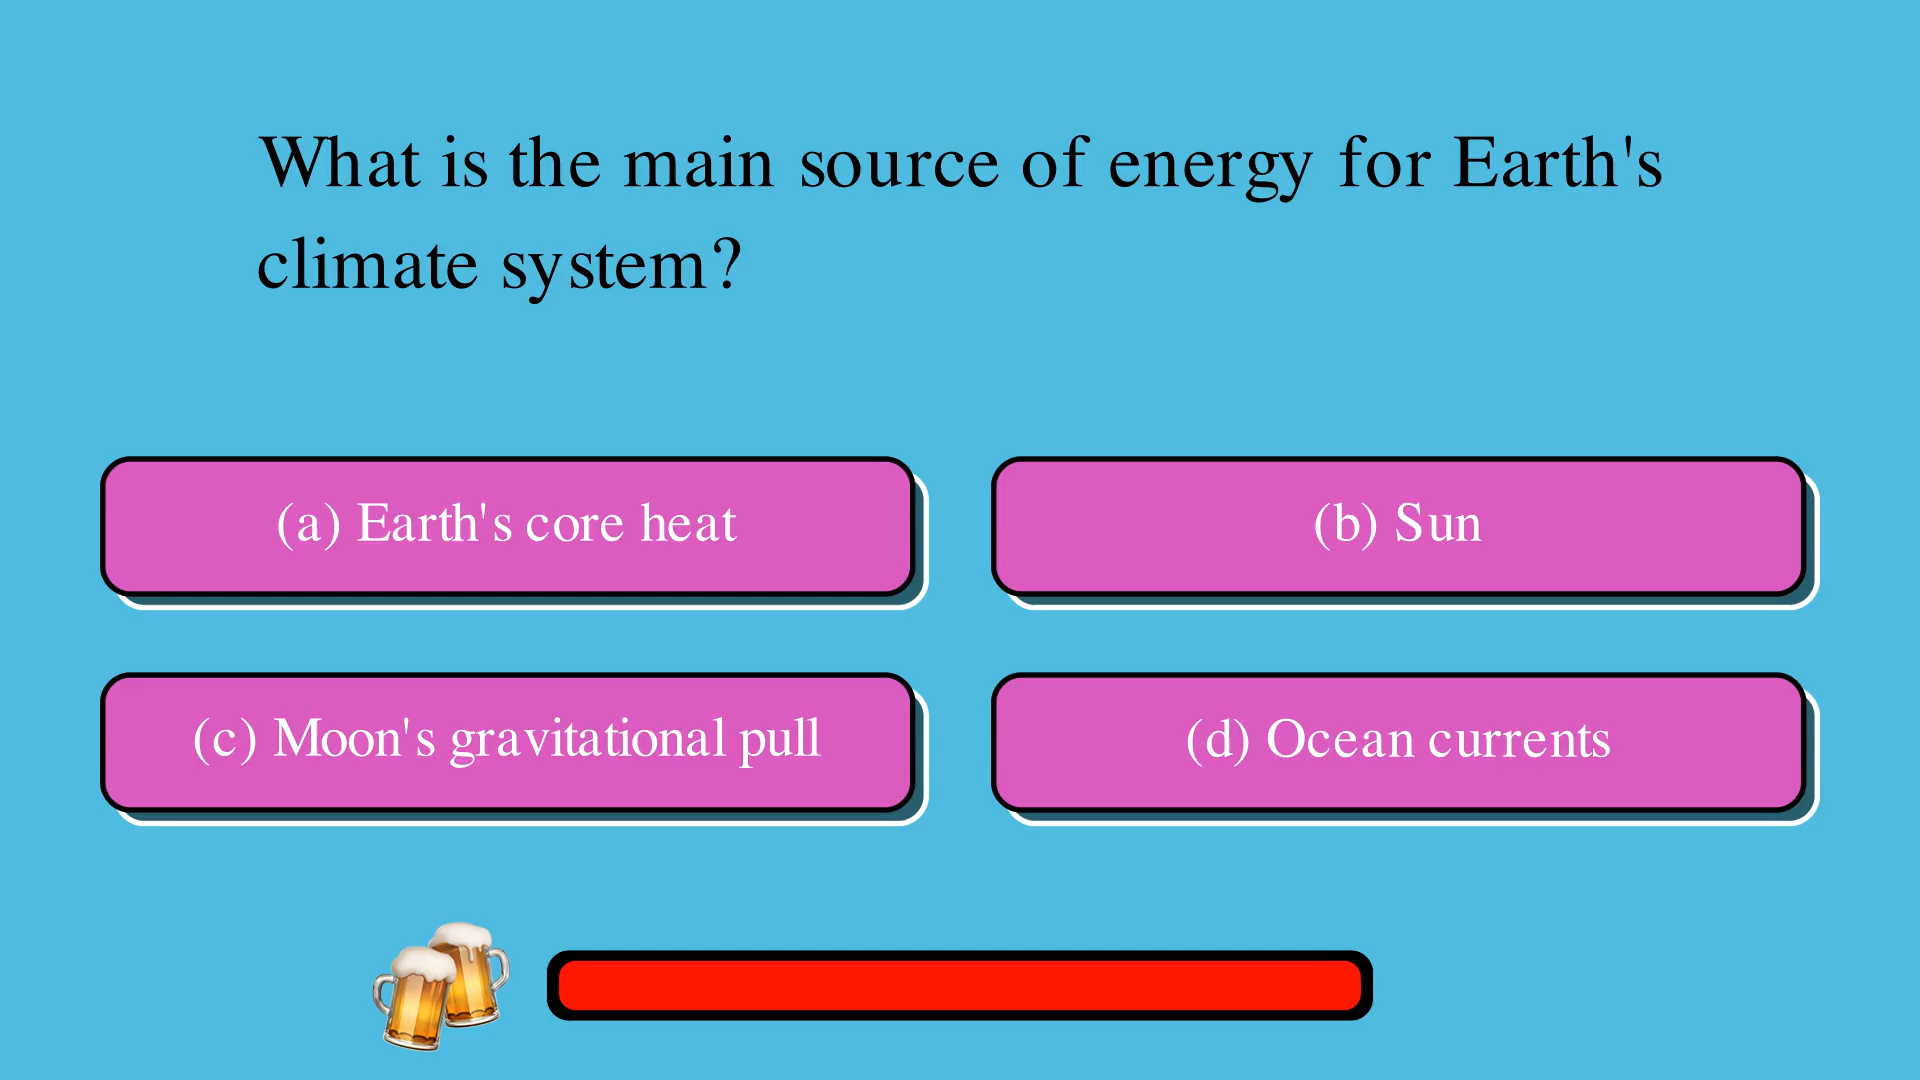 What is the main source of energy for Earth's
climate system?
(a) Earth's core heat
(b) Sun
(c) Moon's gravitational pull
(d) Ocean currents